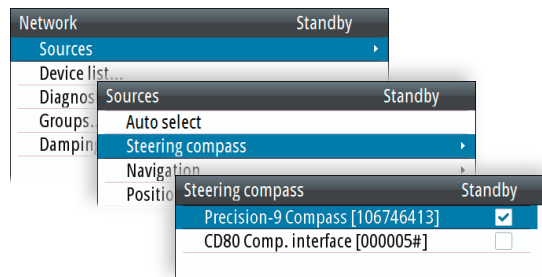 Network Standby
Sources
Device list...
Groups..
Sources Standby
Auto select
Steering compass
Navigation
Steering compass Standby
Precision-9 Compass [106746413]
CD80 Comp. interface [000005#]